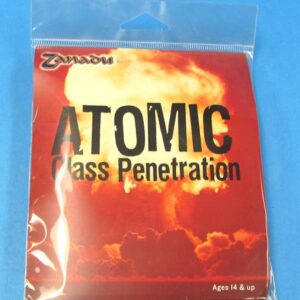 Zanadu
ATOMIC
Glass Penetration
Ages 14 & up